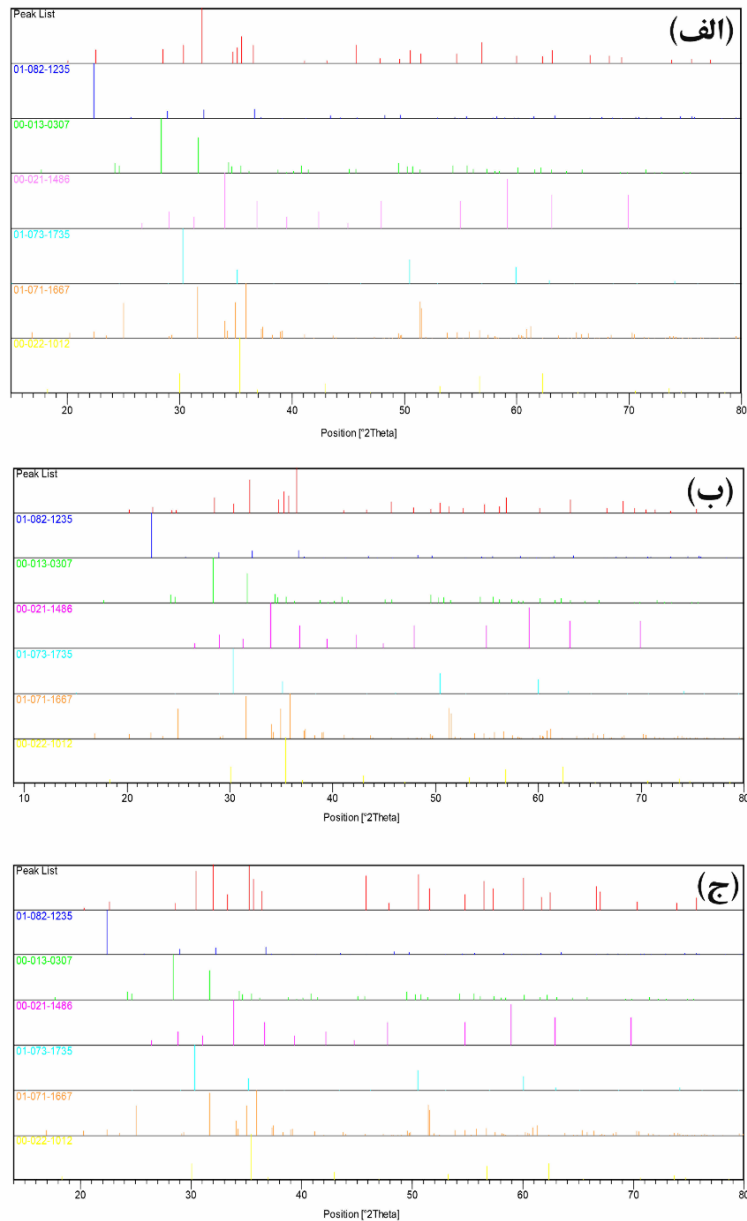 Peak List
(الف)
01-082-1235
00-013-0307
00-021-1486
01-073-1735
01-071-1667
00-022-1012
20 30 40 50 60 70 80
Position [°2Theta]
Peak List
(ب)
01-082-1235
00-013-0307
00-021-1486
01-073-1735
01-071-1667
00-022-1012
10 20 30 40 50 60 70 80
Position [°2Theta]
Peak List
(ج)
01-082-1235
00-013-0307
00-021-1486
01-073-1735
01-071-1667
00-022-1012
20 30 40 50 60 70 80
Position [°2Theta]